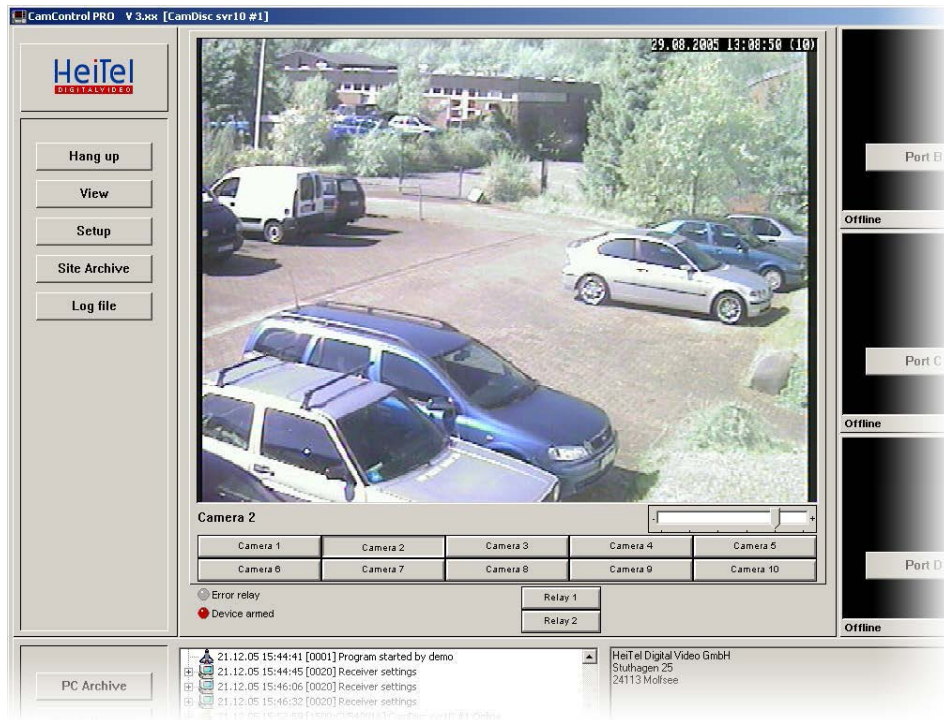 CamControl PRO V 3.xx [CamDisc svr10 #1]
HeiTel
DIGITALVIDEO
Hang up
View
Setup
Site Archive
Log file
29.08.2005 13:08:50 (10)
Port B
Offline
Port C
Offline
Port D
Offline
Camera 2
- +
Camera 1 Camera 2 Camera 3 Camera 4 Camera 5
Camera 6 Camera 7 Camera 8 Camera 9 Camera 10
Error relay
Device armed
Relay 1
Relay 2
PC Archive
21.12.05 15:44:41 [0001] Program started by demo
21.12.05 15:44:45 [0020] Receiver settings
21.12.05 15:46:06 [0020] Receiver settings
21.12.05 15:46:32 [0020] Receiver settings
HeiTel Digital Video GmbH
Stuthagen 25
24113 Molfsee